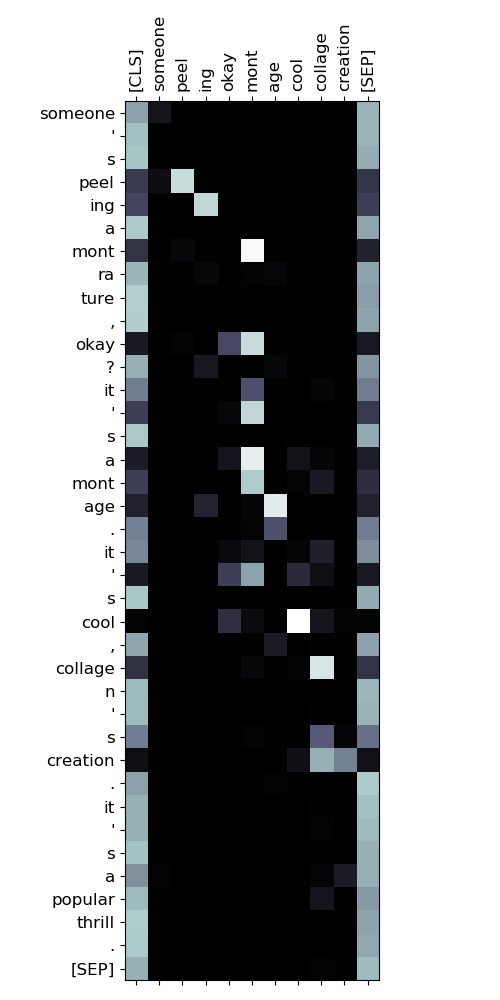 [CLS]
someone
peel
ing
okay
mont
age
cool
collage
creation
[SEP]
someone
'
s
peel
ing
a
mont
ra
ture
,
okay
?
it
'
s
a
mont
age
.
it
'
s
cool
,
collage
n
'
s
creation
.
it
'
s
a
popular
thrill
.
[SEP]